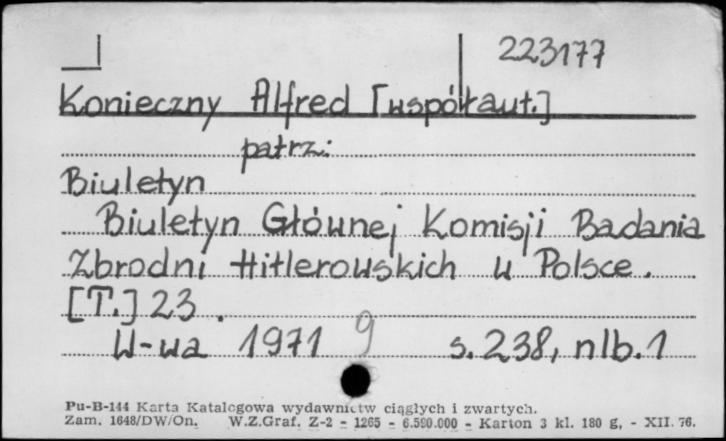 223177
Konieczny Alfred [współaut.]
patrz:
Biuletyn
Biuletyn Głównej Komisji Badania
Zbrodni Hitlerowskich w Polsce.
[T.] 23.
W-wa 1971 g s. 238, nlb. 1
Pu-B-144 Karta Katalogowa wydawnictw ciągłych i zwartych.
Zam. 1648/DW/On. W.Z.Graf. Z-2 - 1265 - 6.590.000 - Karton 3 kl. 180 g, - XII. 76.